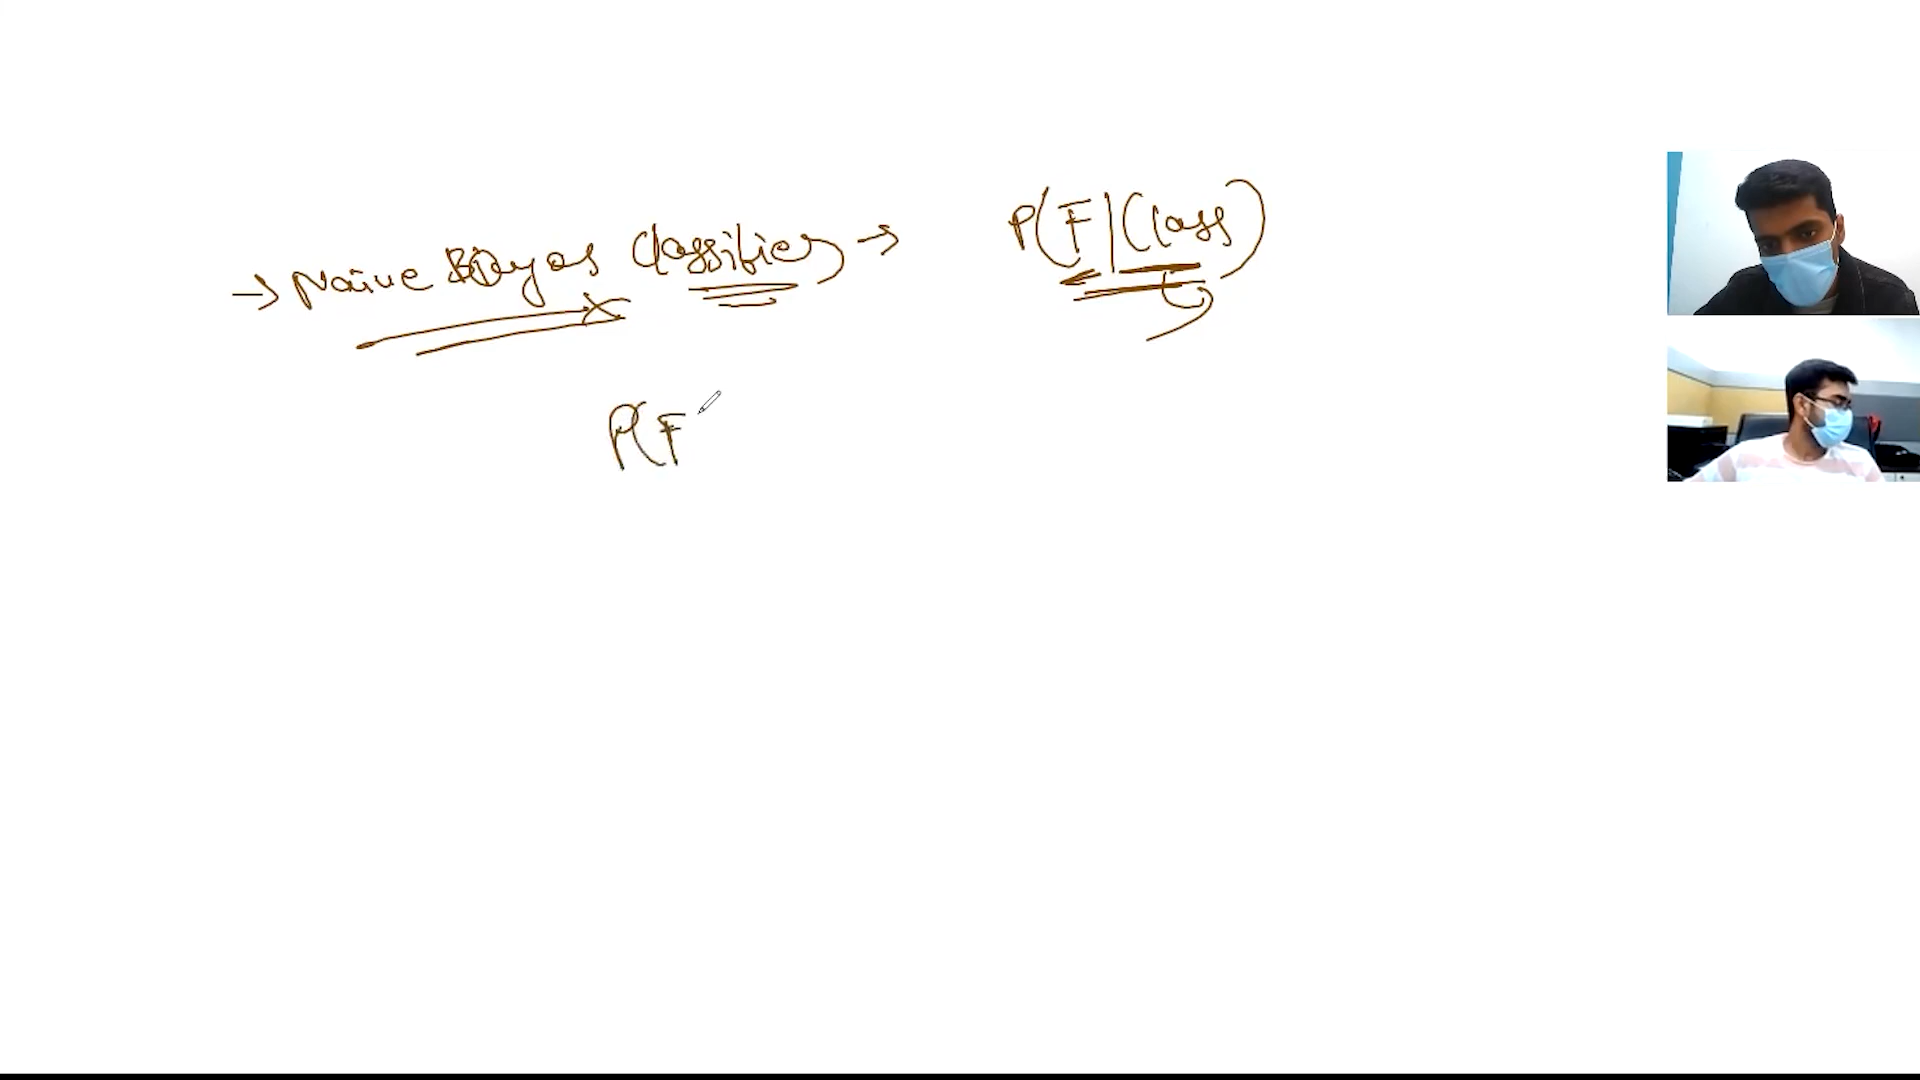 → Naive Bayes Classifier → P(F|Class)
P(F